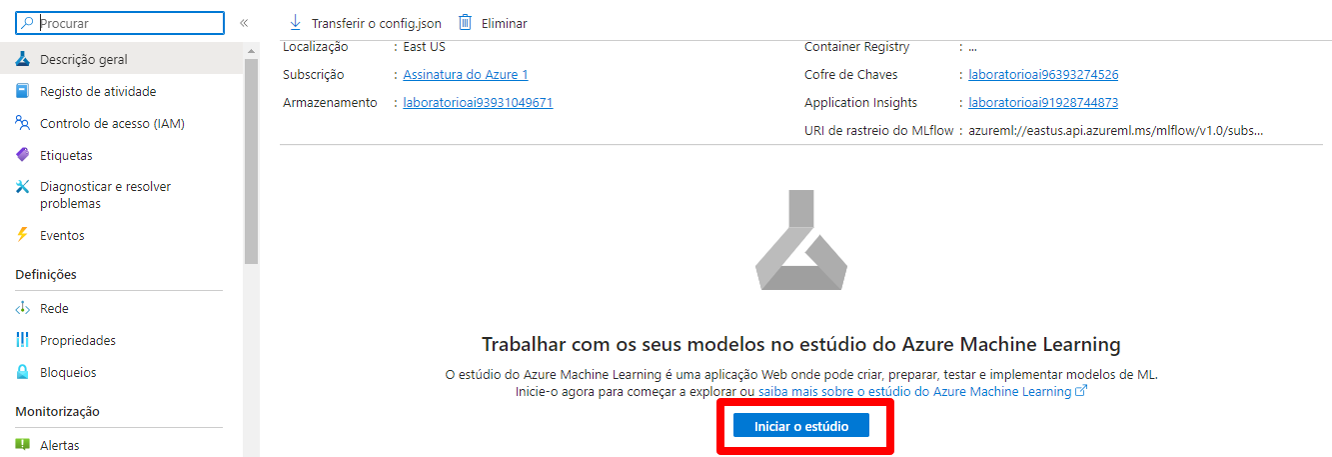 Procurar
«
Descrição geral
Registo de atividade
Controlo de acesso (IAM)
Etiquetas
Diagnosticar e resolver
problemas
Eventos
Definições
Rede
Propriedades
Bloqueios
Monitorização
Alertas
Transferir o config.json Eliminar
Localização : East US
Subscrição : Assinatura do Azure 1
Armazenamento : laboratorioai93931049671
Container Registry : ...
Cofre de Chaves : laboratorioai96393274526
Application Insights : laboratorioai91928744873
URI de rastreio do MLflow : azureml://eastus.api.azureml.ms/mlflow/v1.0/subs...
Trabalhar com os seus modelos no estúdio do Azure Machine Learning
O estúdio do Azure Machine Learning é uma aplicação Web onde pode criar, preparar, testar e implementar modelos de ML.
Inicie-o agora para começar a explorar ou saiba mais sobre o estúdio do Azure Machine Learning
Iniciar o estúdio